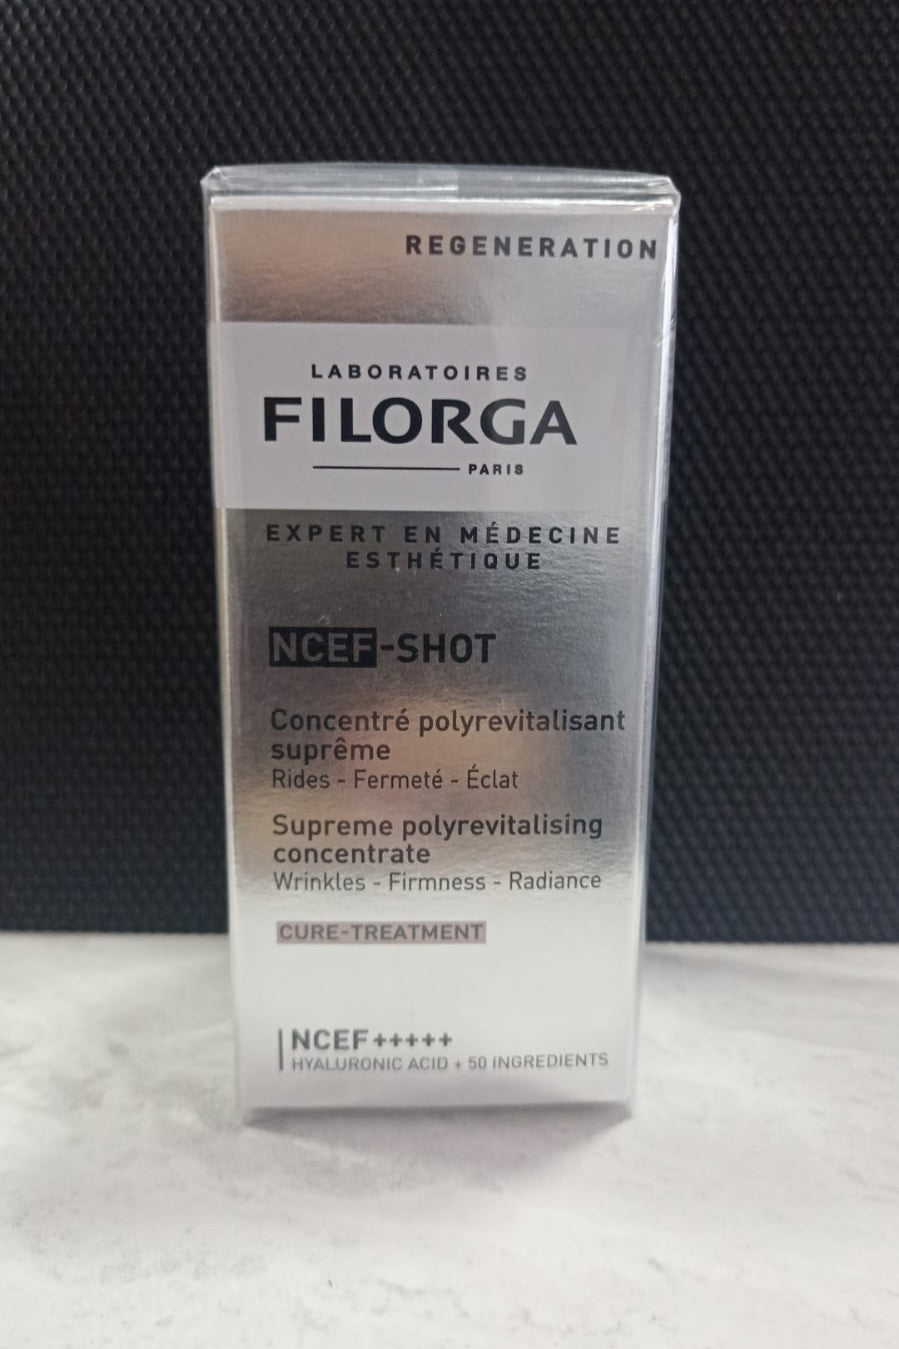 REGENERATION
LABORATOIRES
FILORGA
PARIS
EXPERT EN MÉDECINE
ESTHÉTIQUE
NCEF-SHOT
Concentré polyrevitalisant
suprême
Rides - Fermeté - Éclat
Supreme polyrevitalising
concentrate
Wrinkles - Firmness - Radiance
CURE-TREATMENT
NCEF+++++
HYALURONIC ACID + 50 INGREDIENTS